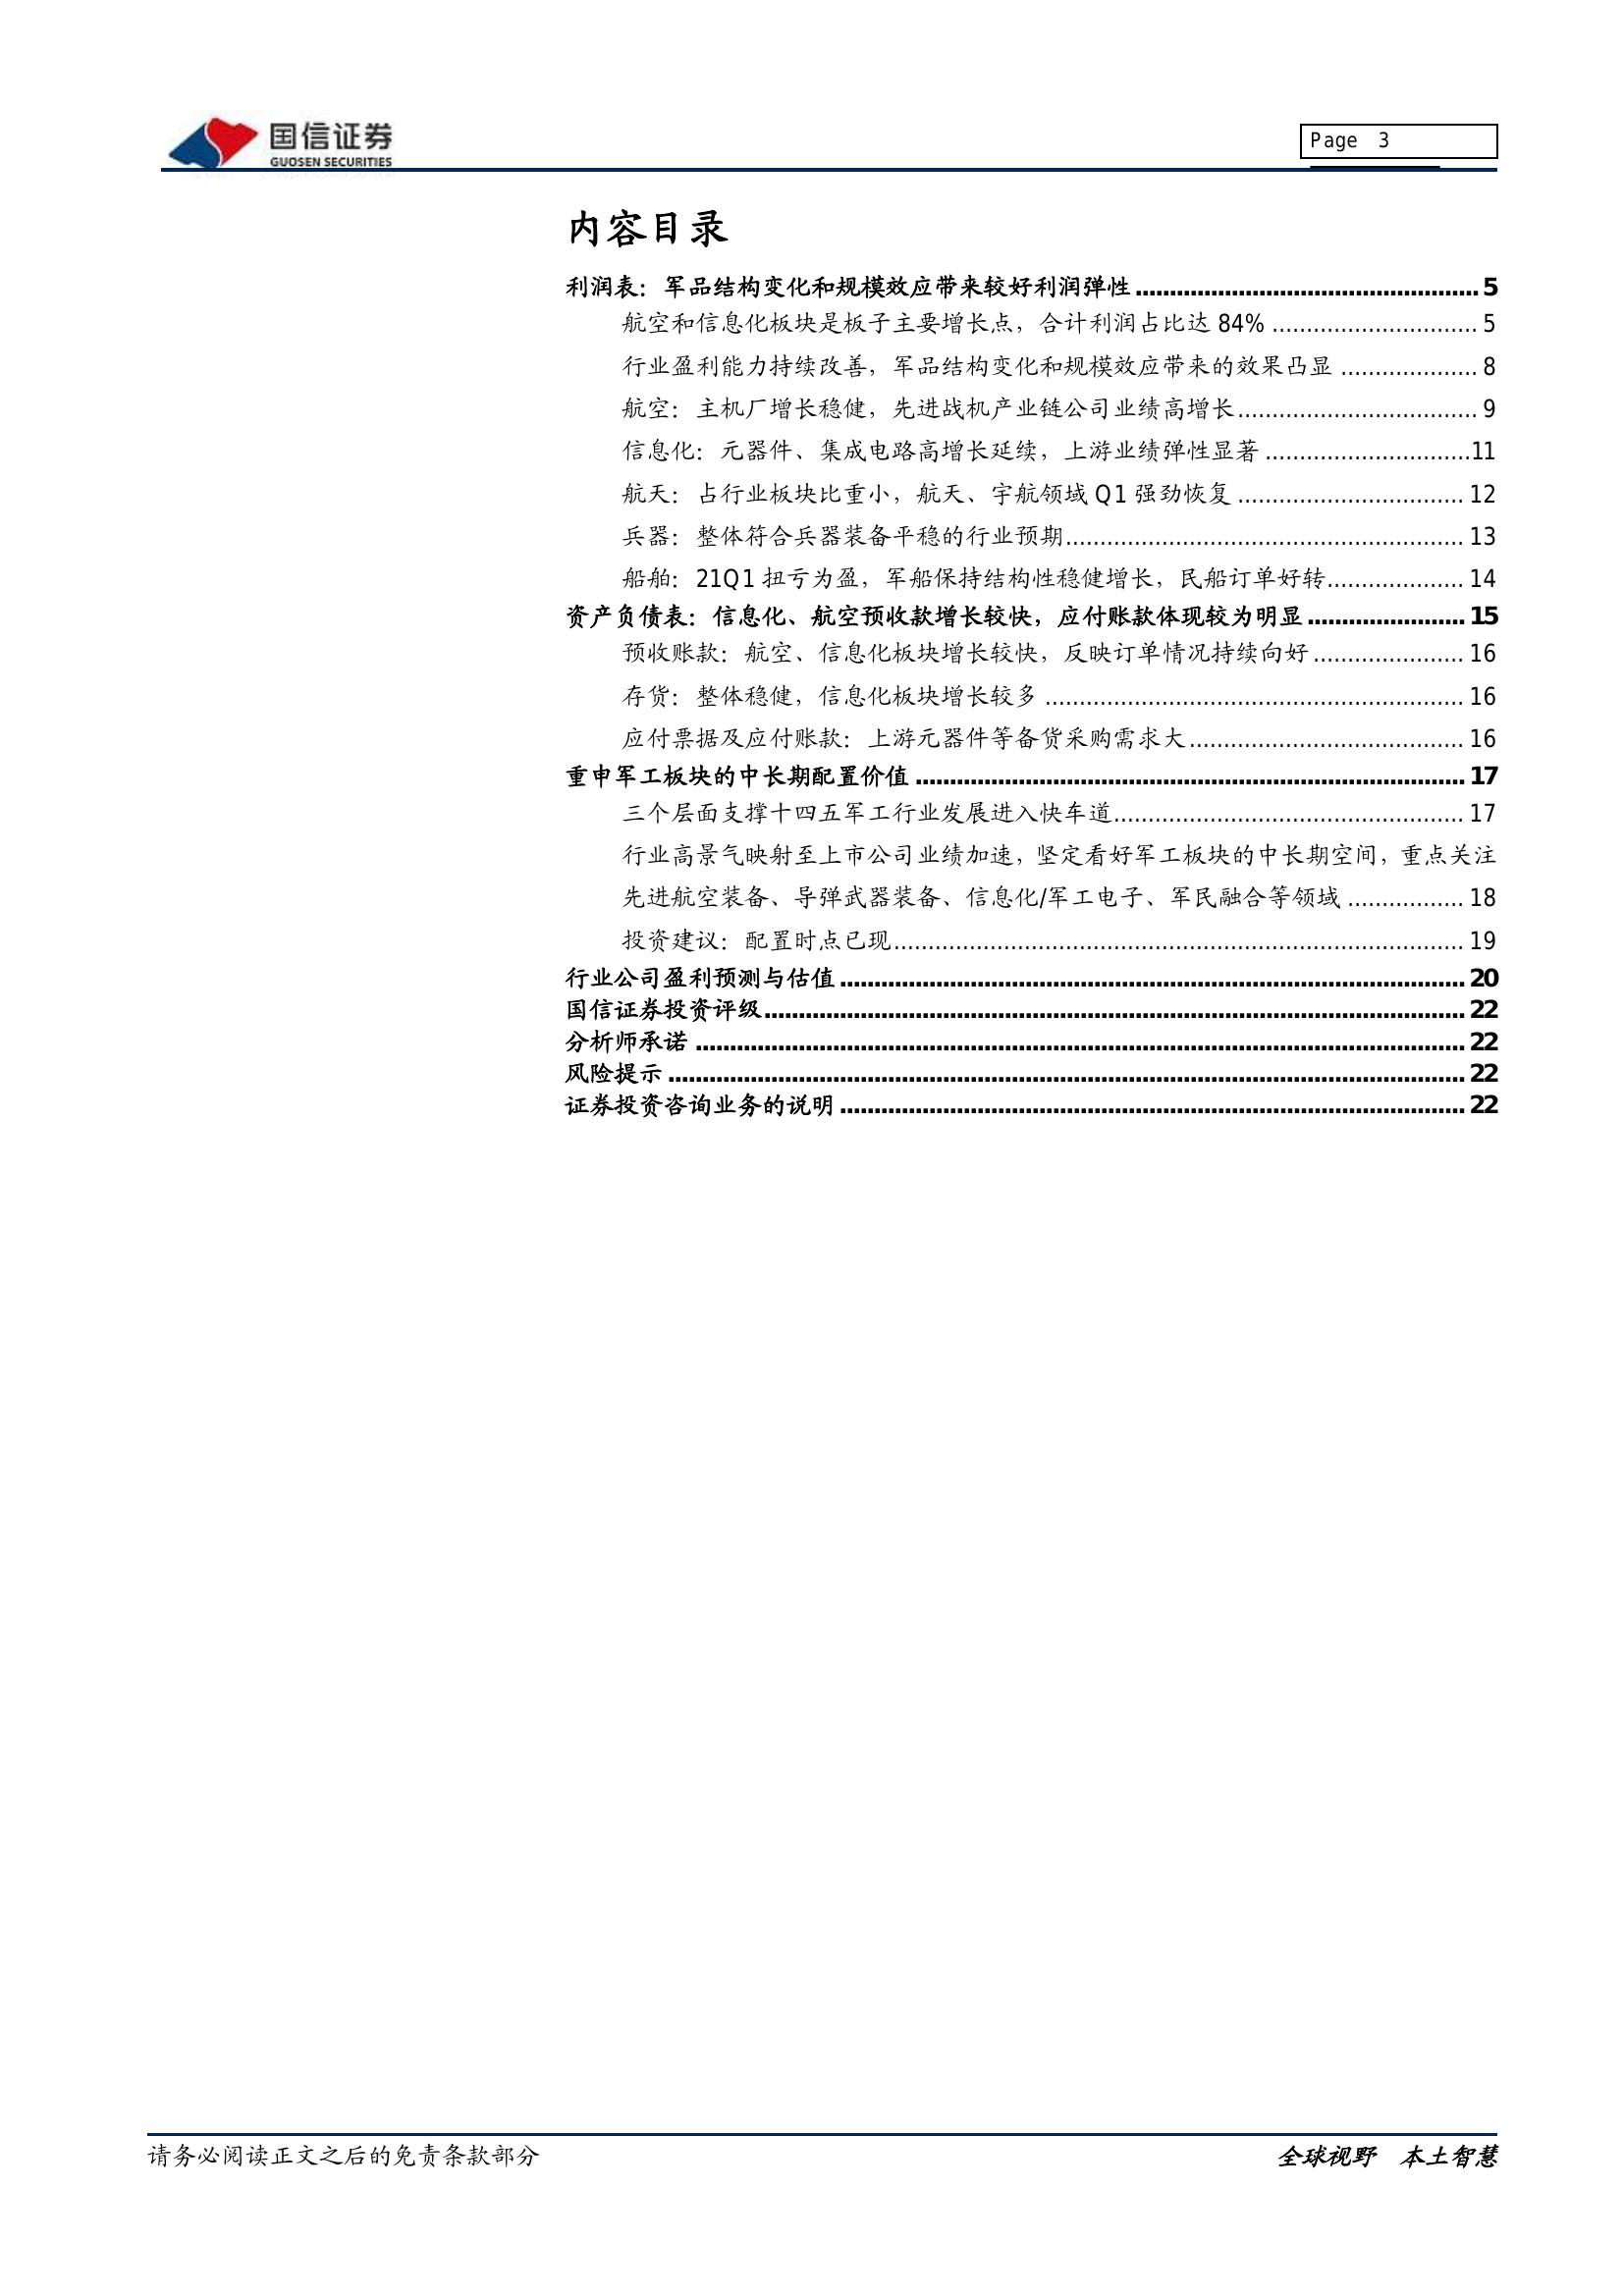 国信证券
GUOSEN SECURITIES
Page 3
内容目录
利润表：军品结构变化和规模效应带来较好利润弹性.................................................. 5
航空和信息化板块是板子主要增长点，合计利润占比达 84% .............................. 5
行业盈利能力持续改善，军品结构变化和规模效应带来的效果凸显 .................... 8
航空：主机厂增长稳健，先进战机产业链公司业绩高增长................................... 9
信息化：元器件、集成电路高增长延续，上游业绩弹性显著 ..............................11
航天：占行业板块比重小，航天、宇航领域 Q1 强劲恢复 ................................. 12
兵器：整体符合兵器装备平稳的行业预期.......................................................... 13
船舶：21Q1 扭亏为盈，军船保持结构性稳健增长，民船订单好转.................... 14
资产负债表：信息化、航空预收款增长较快，应付账款体现较为明显....................... 15
预收账款：航空、信息化板块增长较快，反映订单情况持续向好...................... 16
存货：整体稳健，信息化板块增长较多 ............................................................. 16
应付票据及应付账款：上游元器件等备货采购需求大........................................ 16
重申军工板块的中长期配置价值 ................................................................................ 17
三个层面支撑十四五军工行业发展进入快车道................................................... 17
行业高景气映射至上市公司业绩加速，坚定看好军工板块的中长期空间，重点关注
先进航空装备、导弹武器装备、信息化/军工电子、军民融合等领域 ................. 18
投资建议：配置时点已现................................................................................... 19
行业公司盈利预测与估值 ........................................................................................... 20
国信证券投资评级...................................................................................................... 22
分析师承诺 ................................................................................................................ 22
风险提示 .................................................................................................................... 22
证券投资咨询业务的说明 ........................................................................................... 22
请务必阅读正文之后的免责条款部分
全球视野 本土智慧